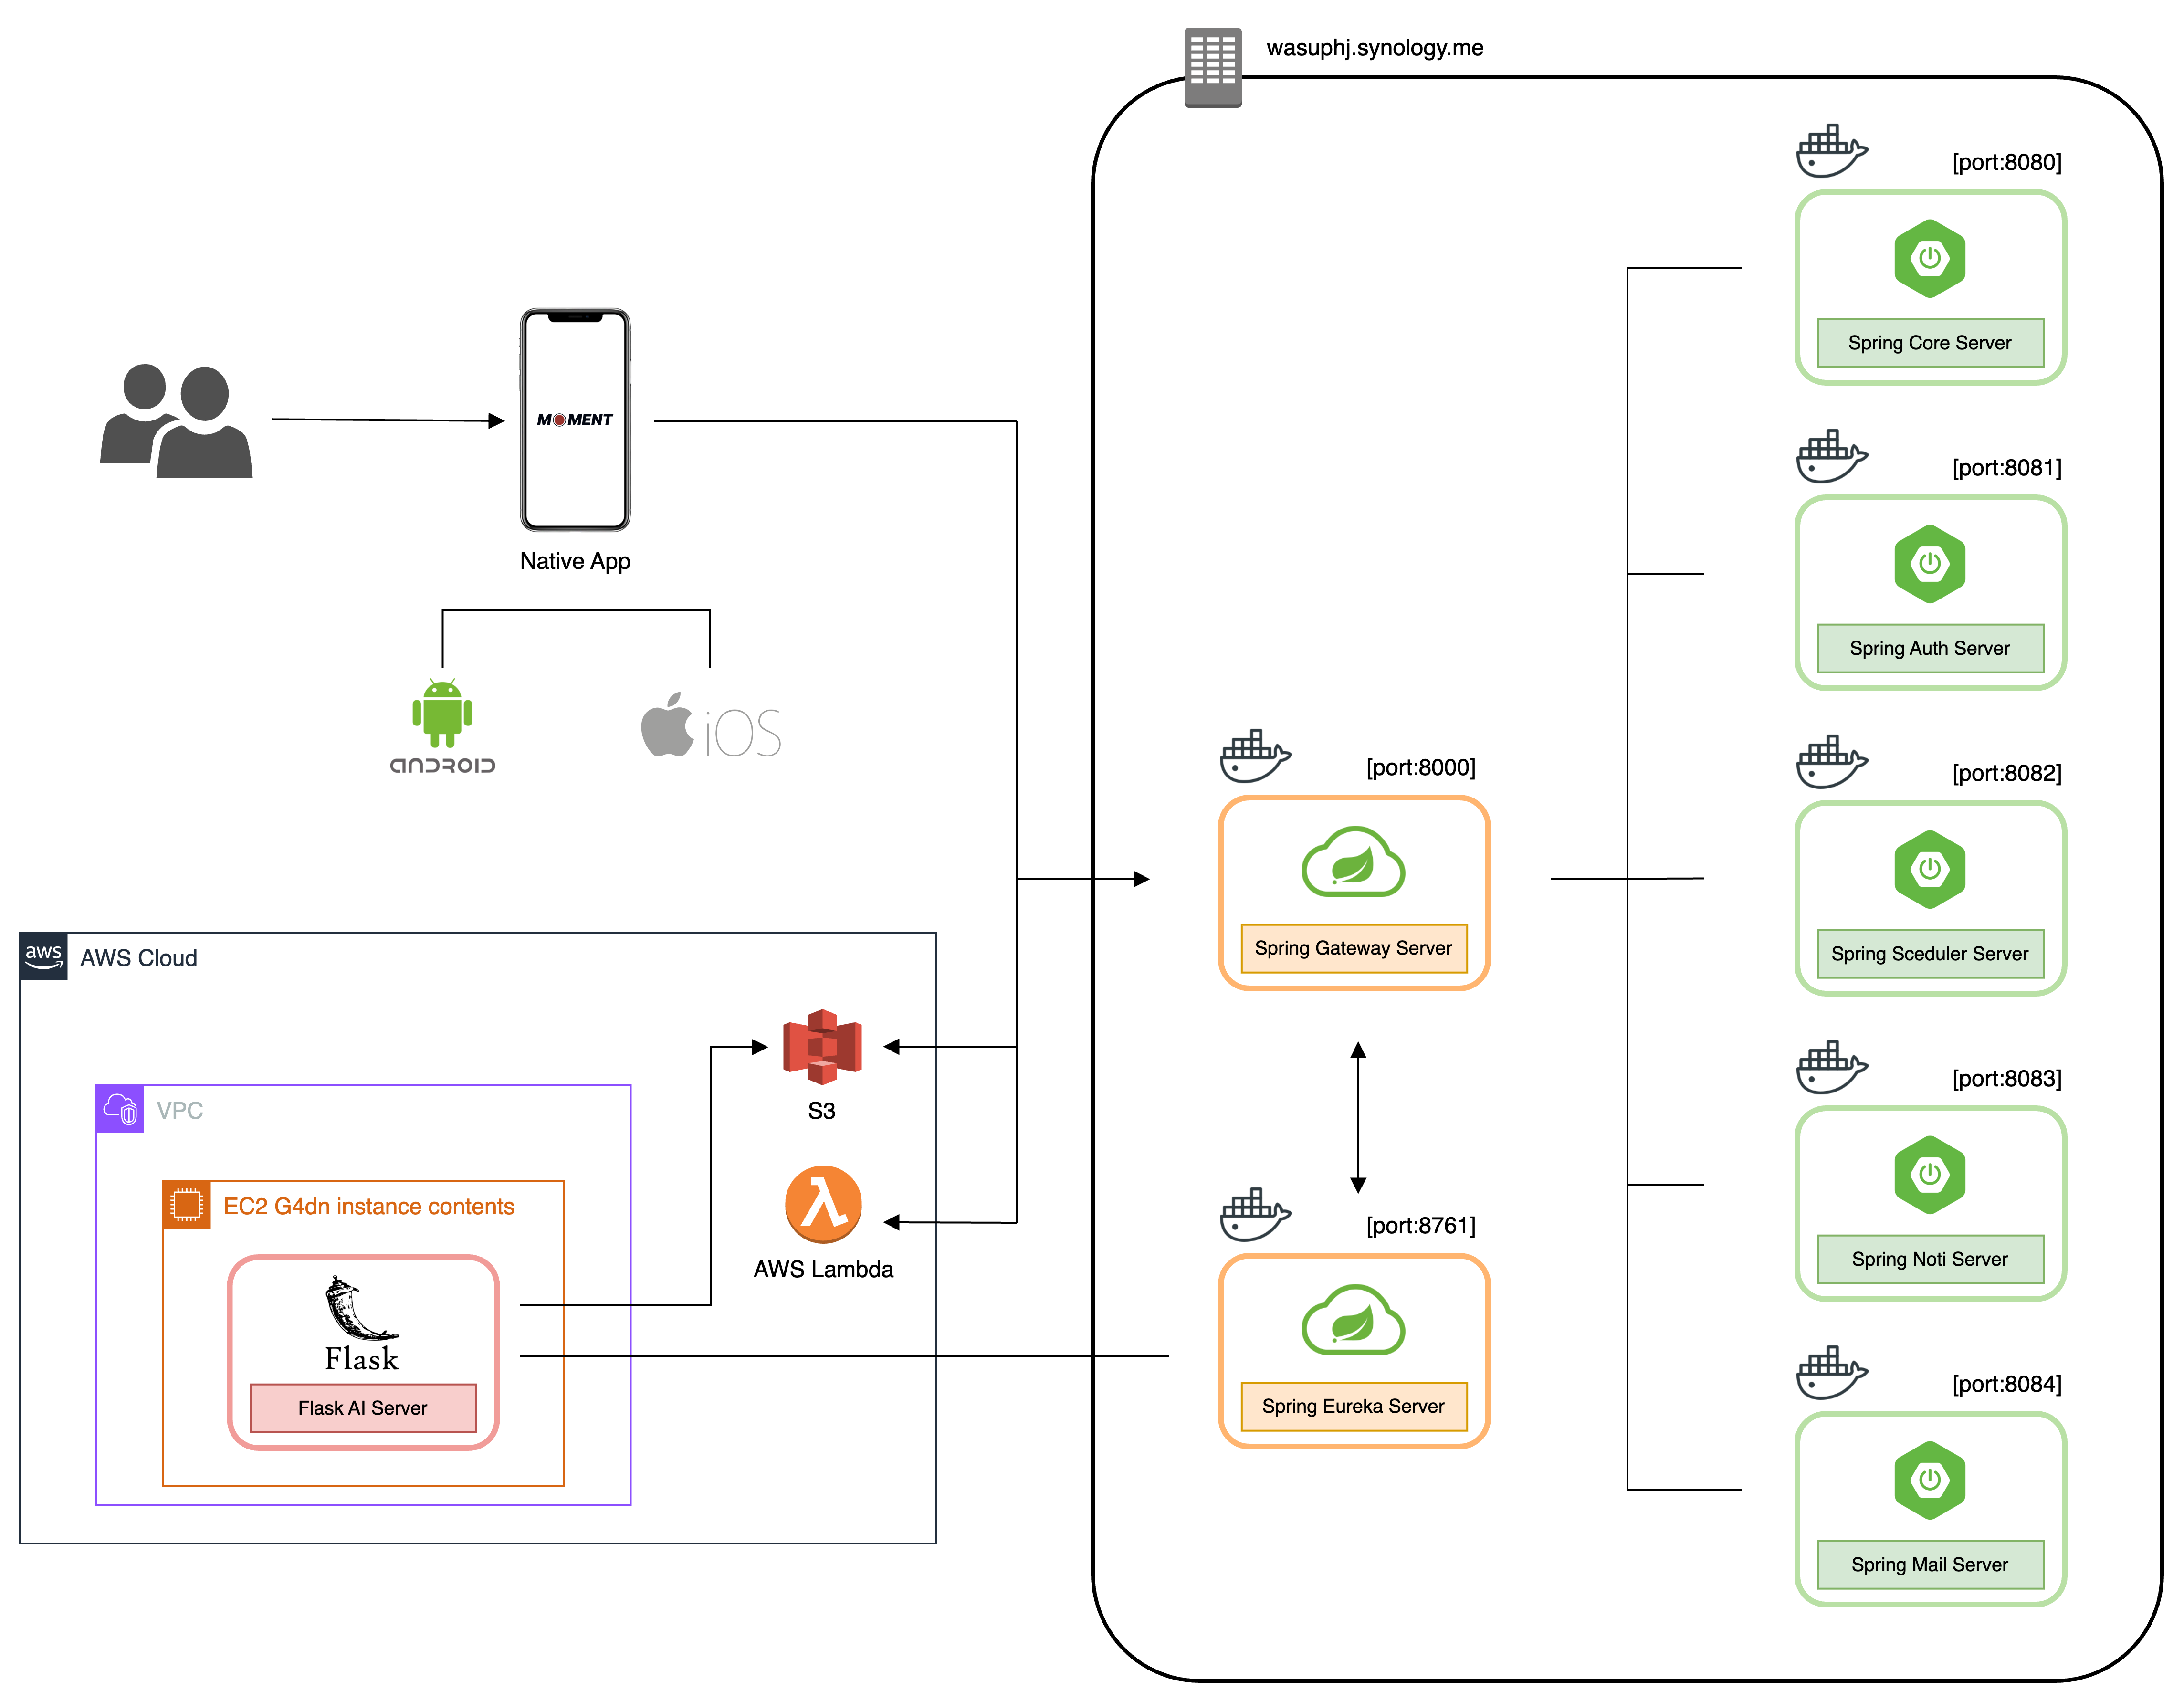 wasuphj.synology.me
[port:8080]
Spring Core Server
MOMENT
Native App
ANDROID
iOS
[port:8081]
Spring Auth Server
[port:8000]
Spring Gateway Server
[port:8082]
Spring Sceduler Server
aws
AWS Cloud
S3
VPC
EC2 G4dn instance contents
AWS Lambda
Flask
Flask AI Server
[port:8761]
Spring Eureka Server
[port:8083]
Spring Noti Server
[port:8084]
Spring Mail Server